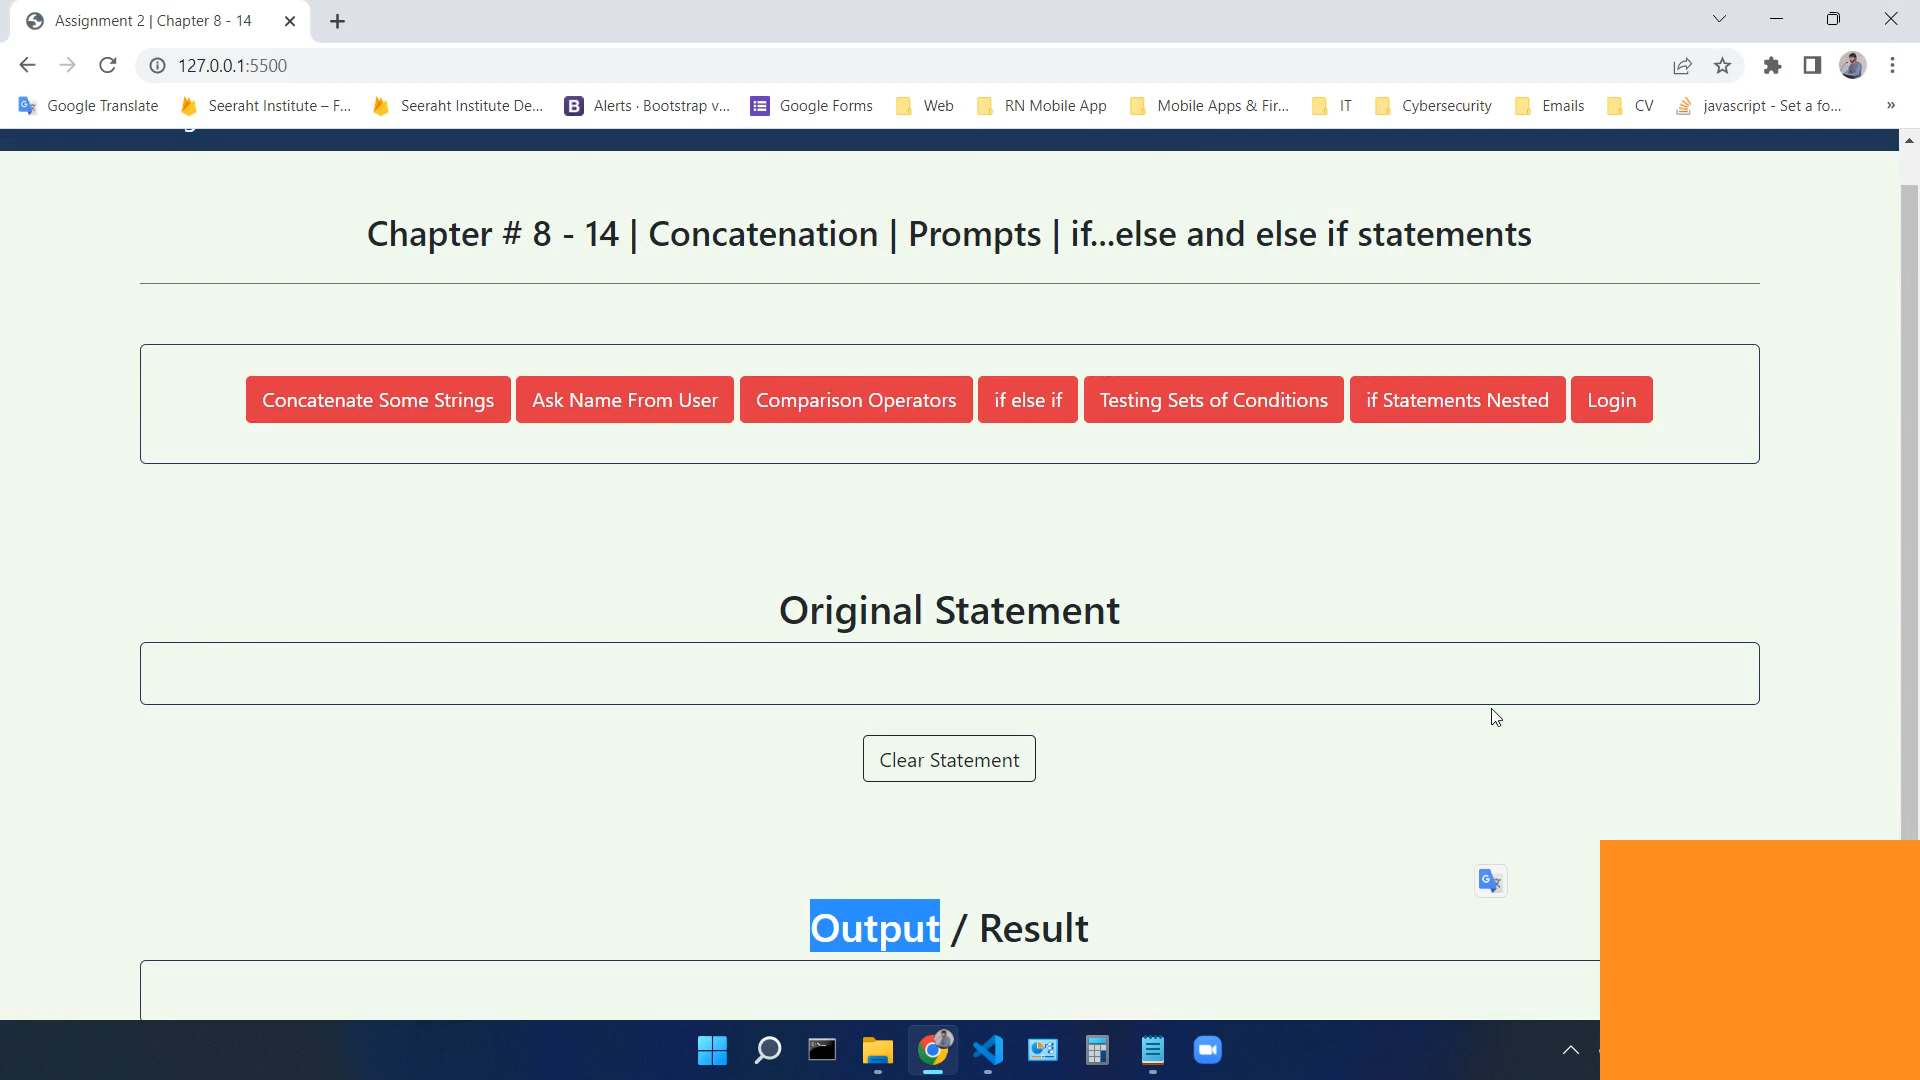 Assignment 2 | Chapter 8 - 14
127.0.0.1:5500
Google Translate
Seeraht Institute – F...
Seeraht Institute De...
Alerts · Bootstrap v...
Google Forms
Web
RN Mobile App
Mobile Apps & Fir...
IT
Cybersecurity
Emails
CV
javascript - Set a fo...
»
Chapter # 8 - 14 | Concatenation | Prompts | if...else and else if statements
Concatenate Some Strings
Ask Name From User
Comparison Operators
if else if
Testing Sets of Conditions
if Statements Nested
Login
Original Statement
Clear Statement
Output / Result